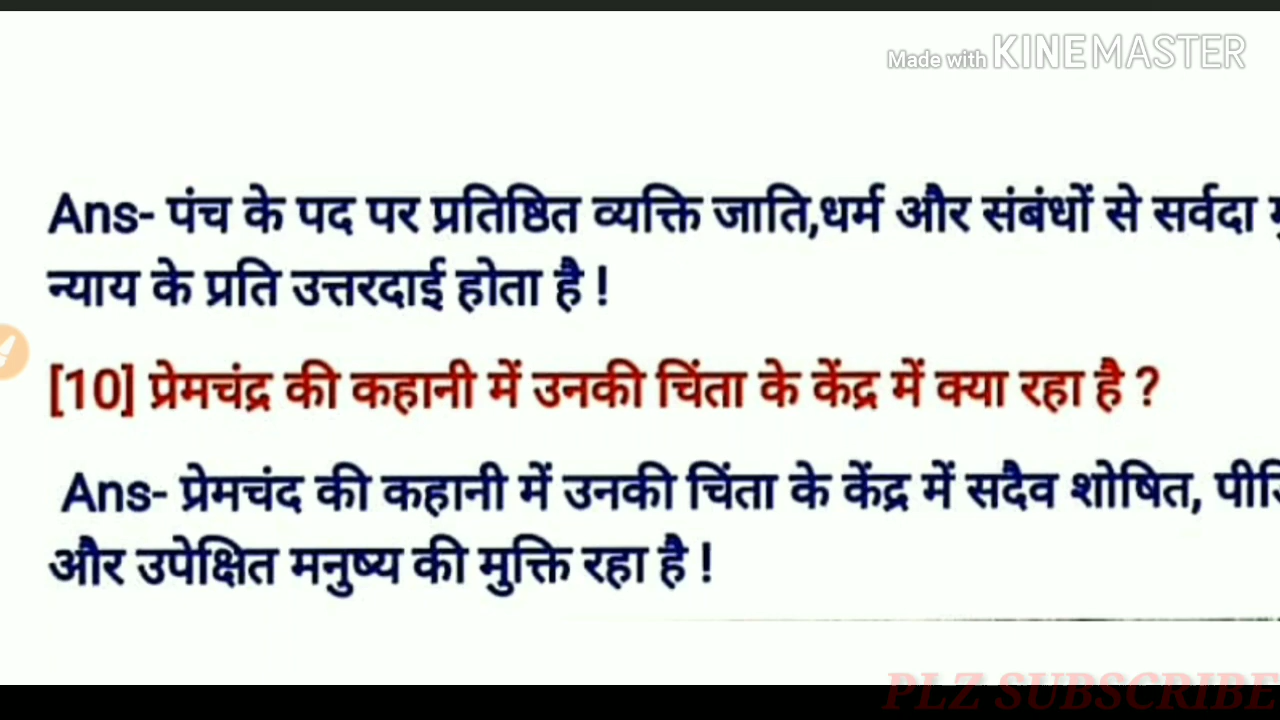 Made with KINEMASTER
Ans- पंच के पद पर प्रतिष्ठित व्यक्ति जाति,धर्म और संबंधों से सर्वदा
न्याय के प्रति उत्तरदाई होता है !
[10] प्रेमचंद्र की कहानी में उनकी चिंता के केंद्र में क्या रहा है ?
Ans- प्रेमचंद की कहानी में उनकी चिंता के केंद्र में सदैव शोषित,
और उपेक्षित मनुष्य की मुक्ति रहा है !
PLZ SUBSCRIBE